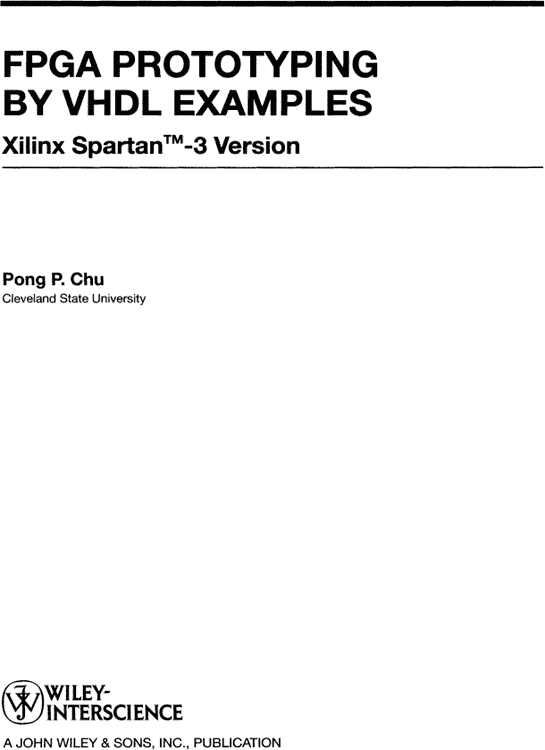 FPGA PROTOTYPING
BY VHDL EXAMPLES
Xilinx Spartan™-3 Version
Pong P. Chu
Cleveland State University
WILEY-
INTERSCIENCE
A JOHN WILEY & SONS, INC., PUBLICATION